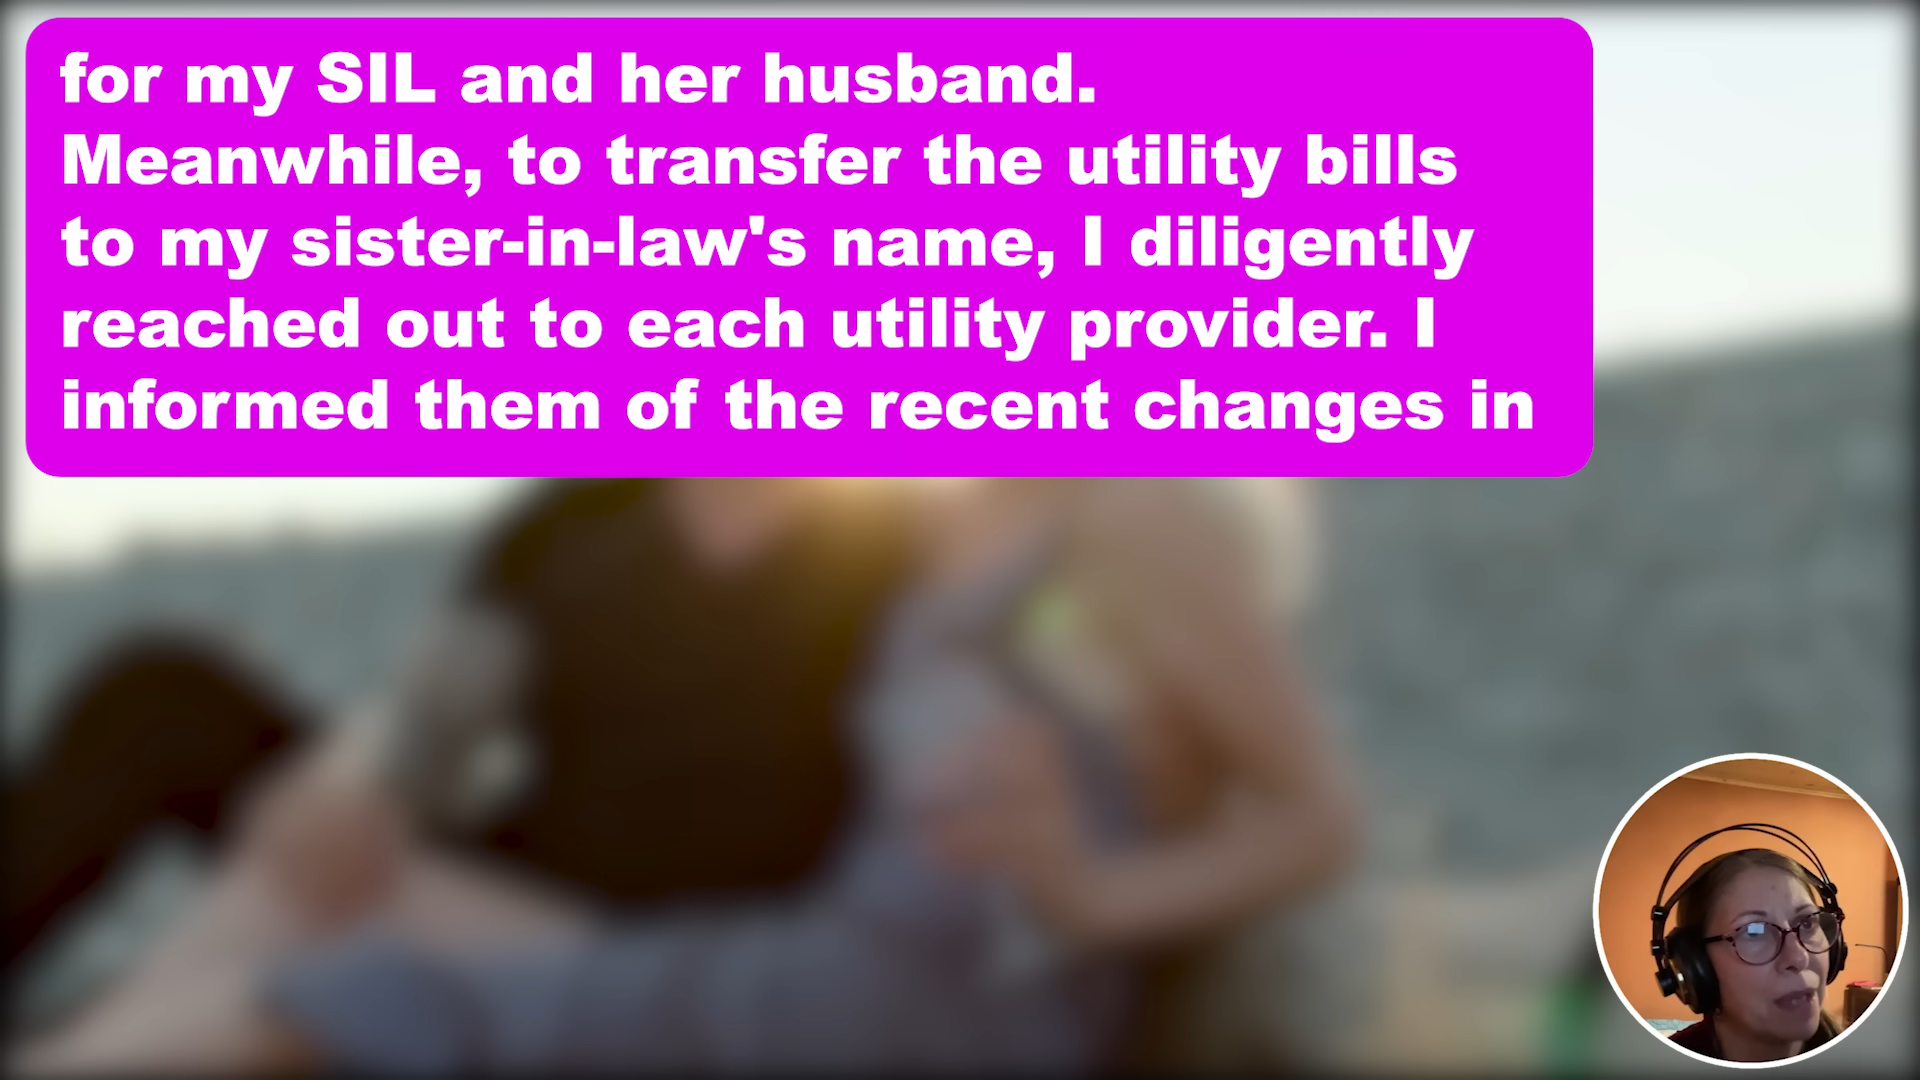 for my SIL and her husband.
Meanwhile, to transfer the utility bills
to my sister-in-law's name, I diligently
reached out to each utility provider. I
informed them of the recent changes in